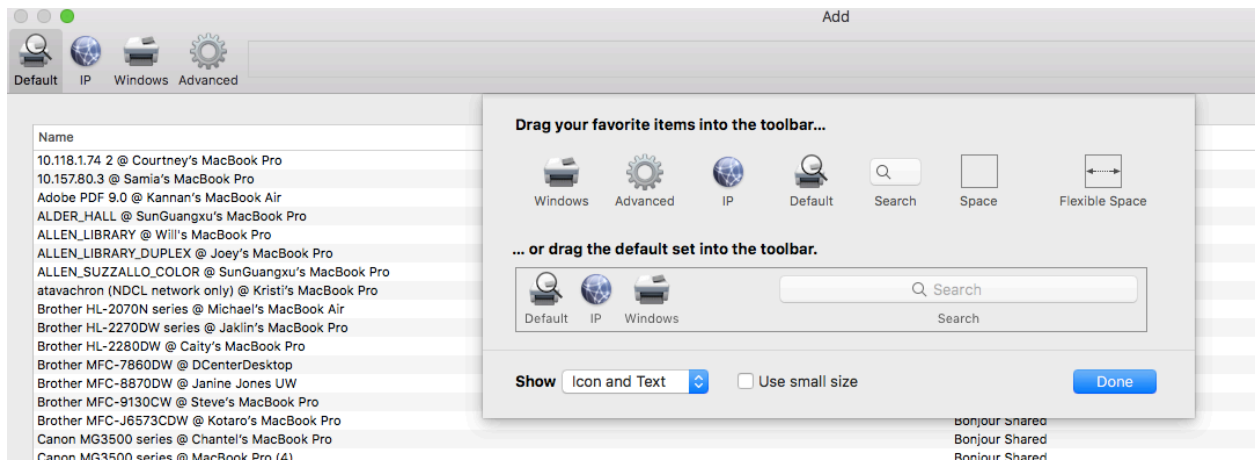 Add
Default IP Windows Advanced
Name
10.118.1.74 2 @ Courtney's MacBook Pro
10.157.80.3 @ Samia's MacBook Pro
Adobe PDF 9.0 @ Kannan's MacBook Air
ALDER_HALL @ SunGuangxu's MacBook Pro
ALLEN_LIBRARY @ Will's MacBook Pro
ALLEN_LIBRARY_DUPLEX @ Joey's MacBook Pro
ALLEN_SUZZALLO_COLOR @ SunGuangxu's MacBook Pro
atavachron (NDCL network only) @ Kristi's MacBook Pro
Brother HL-2070N series @ Michael's MacBook Air
Brother HL-2270DW series @ Jaklin's MacBook Pro
Brother HL-2280DW @ Caity's MacBook Pro
Brother MFC-7860DW @ DCenterDesktop
Brother MFC-8870DW @ Janine Jones UW
Brother MFC-9130CW @ Steve's MacBook Pro
Brother MFC-J6573CDW @ Kotaro's MacBook Pro
Bonjour Shared
Canon MG3500 series @ Chantel's MacBook Pro
Bonjour Shared
Canon MG3500 series @ MacBook Pro (4)
Bonjour Shared
Drag your favorite items into the toolbar...
Windows Advanced IP Default Search Space Flexible Space
... or drag the default set into the toolbar.
Search
Default IP Windows Search
Show Icon and Text Use small size Done